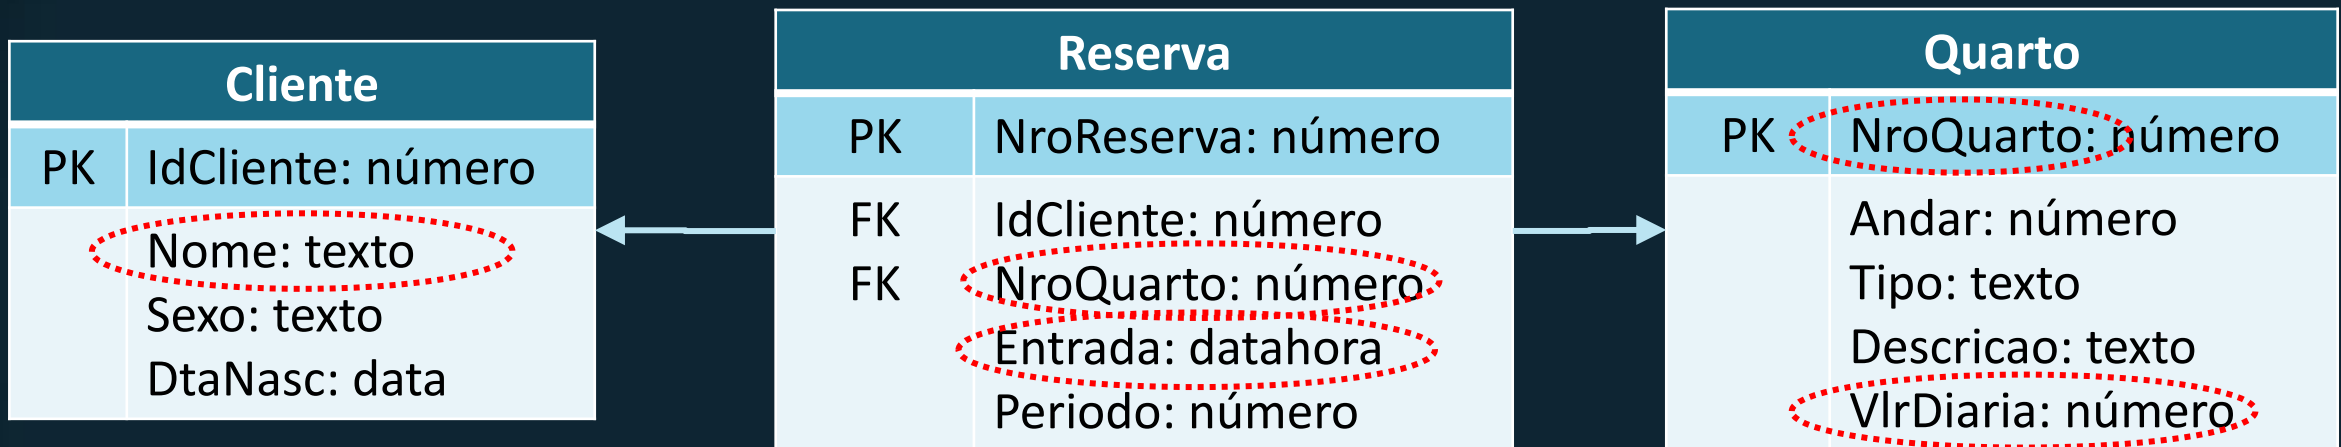 Cliente
PK IdCliente: número
Nome: texto
Sexo: texto
DtaNasc: data
Reserva
PK NroReserva: número
FK IdCliente: número
FK NroQuarto: número
Entrada: datahora
Periodo: número
Quarto
PK NroQuarto: número
Andar: número
Tipo: texto
Descricao: texto
VlrDiaria: número